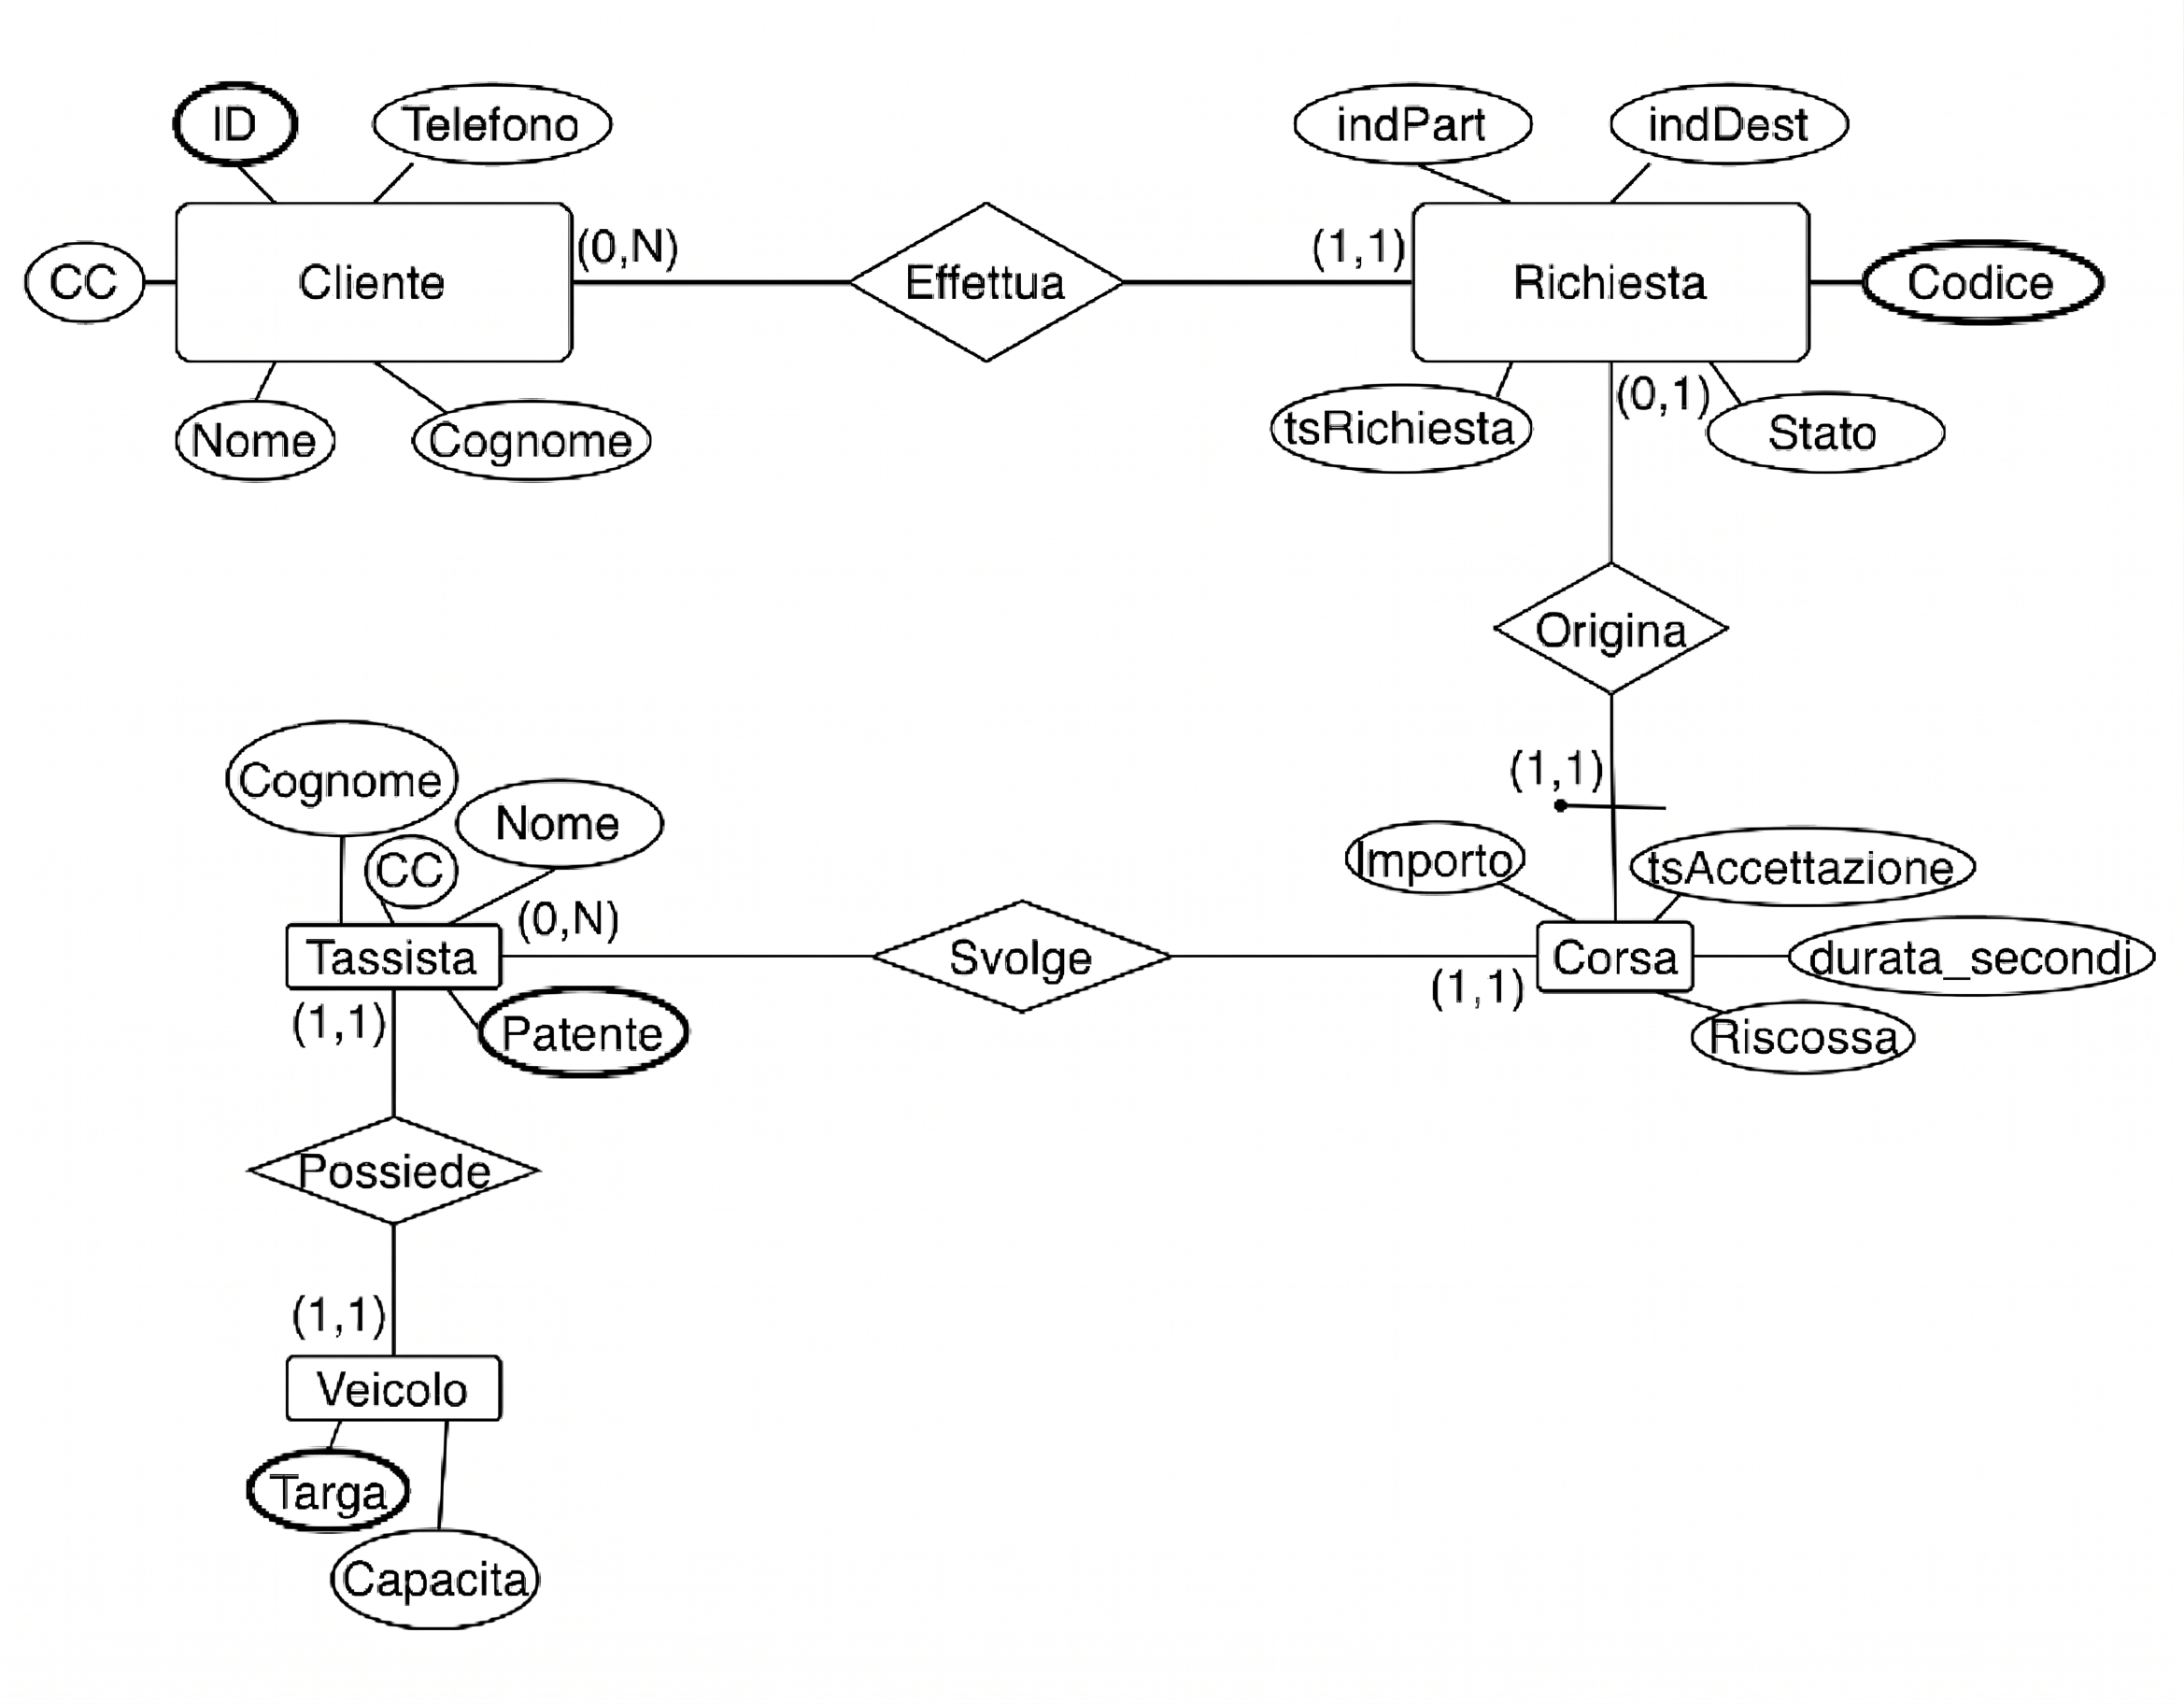 ID
Telefono
indPart
indDest
(0,N)
(1,1)
CC
Cliente
Effettua
Richiesta
Codice
Nome
Cognome
tsRichiesta
(0,1)
Stato
Origina
(1,1)
Cognome
Nome
CC
Importo
tsAccettazione
(0,N)
Tassista
Svolge
Corsa
durata_secondi
(1,1)
(1,1)
Patente
Riscossa
Possiede
(1,1)
Veicolo
Targa
Capacita